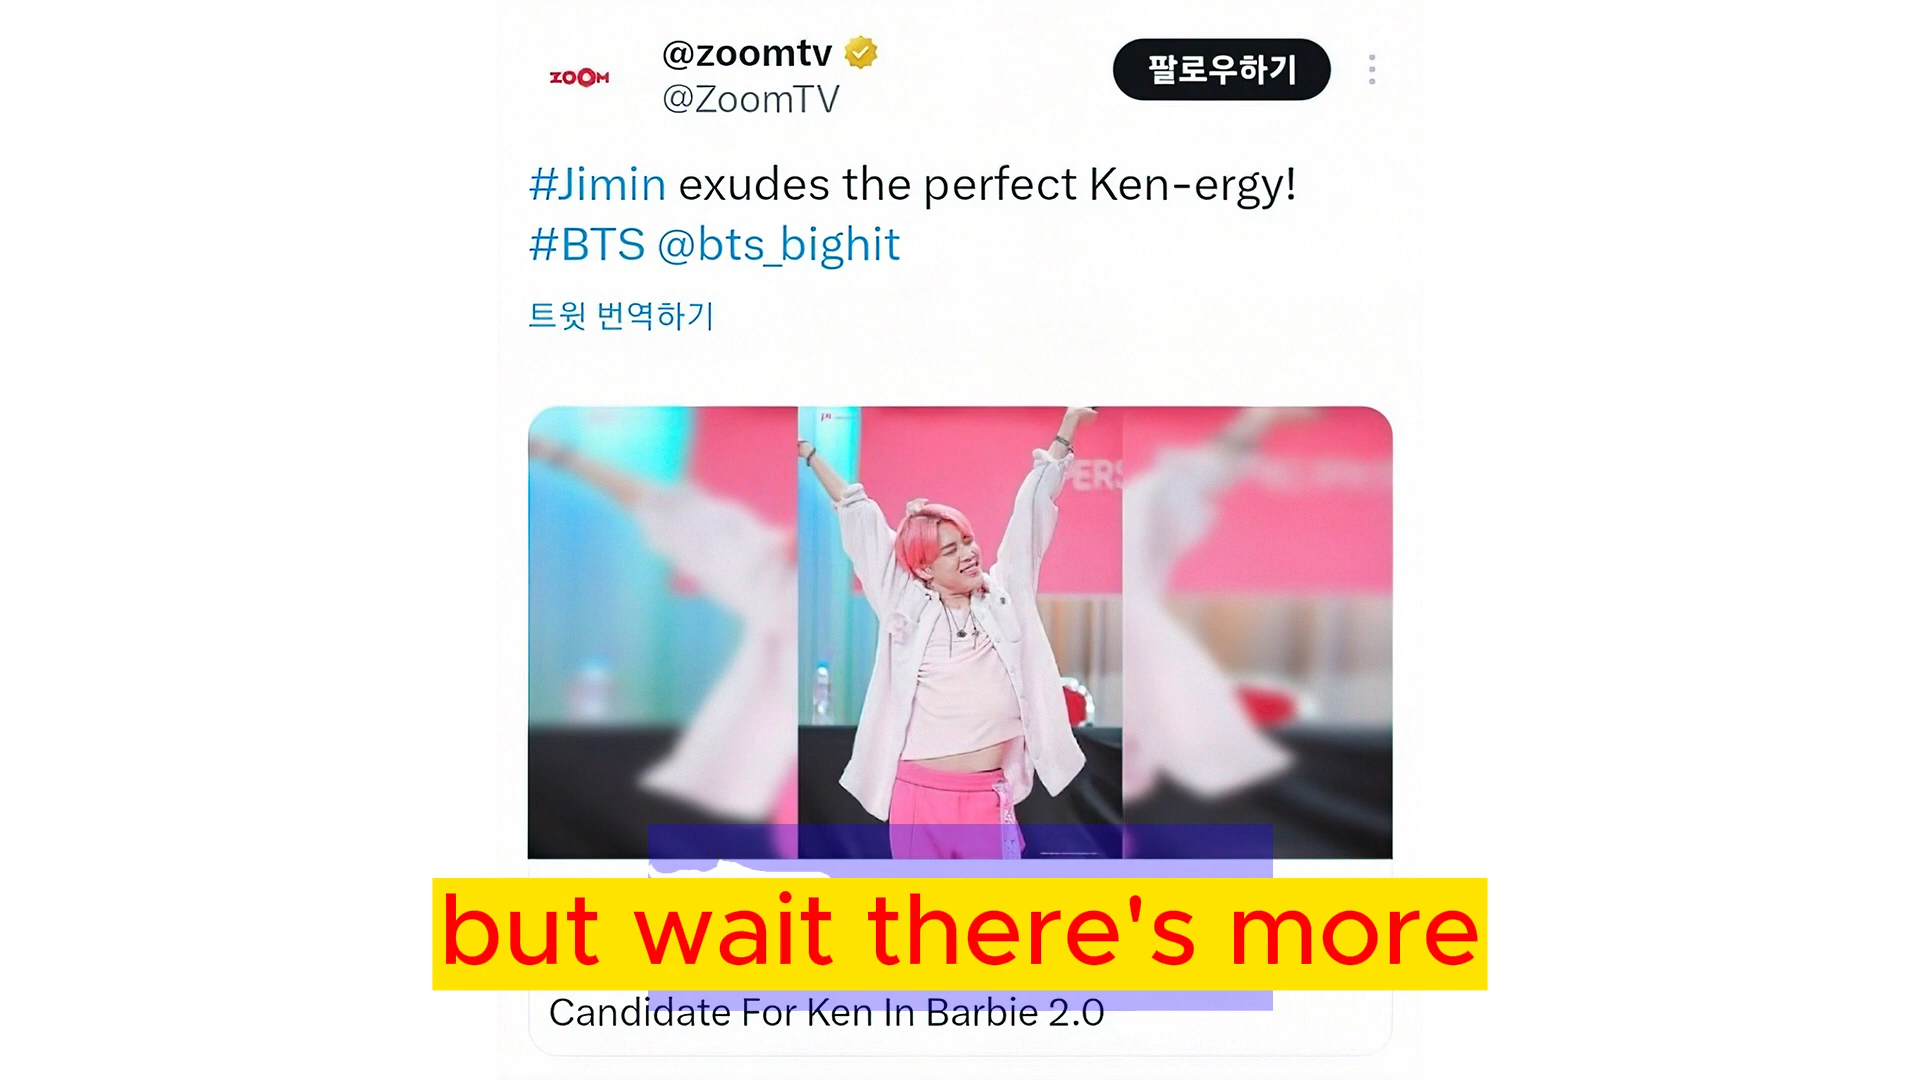 ZOOM
@zoomtv
@ZoomTV
팔로우하기
#Jimin exudes the perfect Ken-ergy!
#BTS @bts_bighit
트윗 번역하기
ERS
but wait there's more
Candidate For Ken In Barbie 2.0